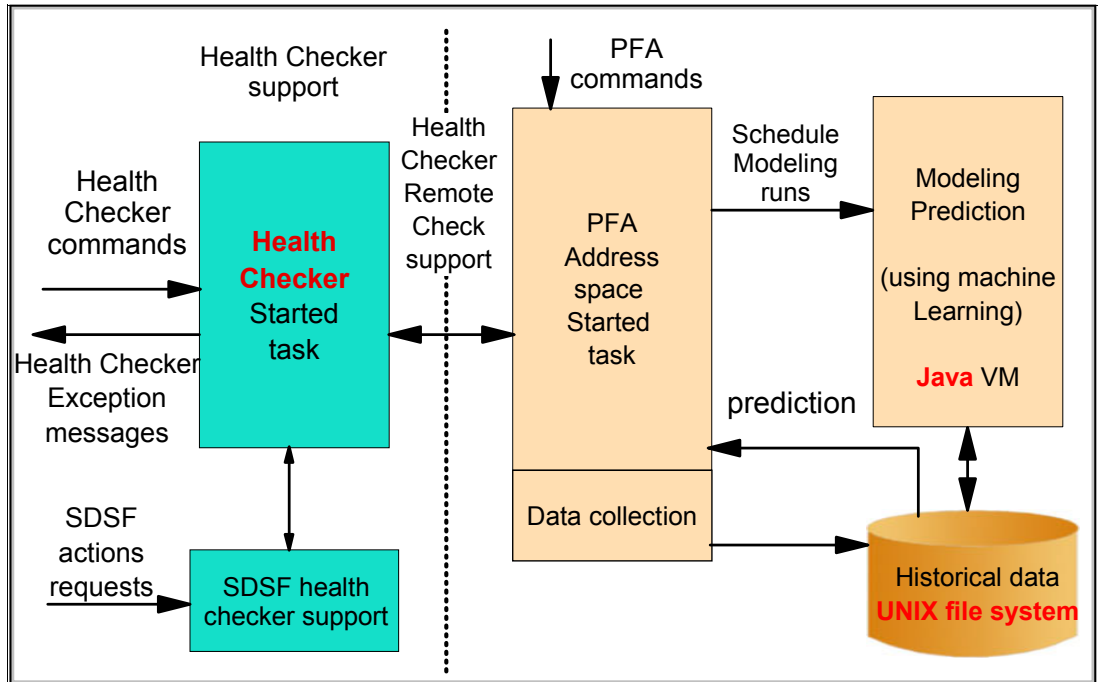 Health Checker
support
PFA
commands
Health
Checker
Remote
Check
support
Health
Checker
commands
Health
Checker
Started
task
Health Checker
Exception
messages
SDSF
actions
requests
SDSF health
checker support
PFA
Address
space
Started
task
Data collection
Schedule
Modeling
runs
Modeling
Prediction
(using machine
Learning)
Java VM
prediction
Historical data
UNIX file system